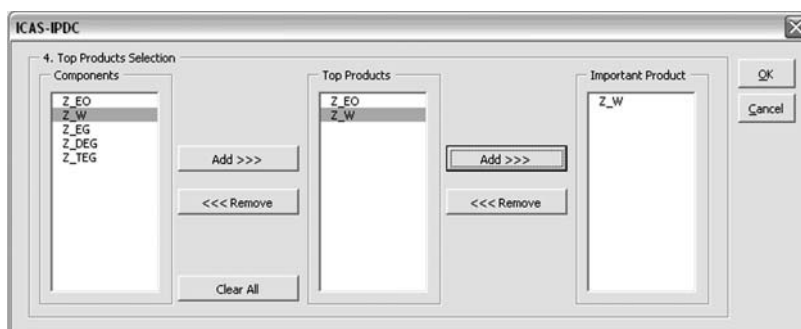 ICAS-IPDC
4. Top Products Selection
Components
Top Products
Important Product
OK
Cancel
Z_EO
Z_W
Z_EG
Z_DEG
Z_TEG
Add >>>
<<< Remove
Clear All
Z_EO
Z_W
Add >>>
<<< Remove
Z_W